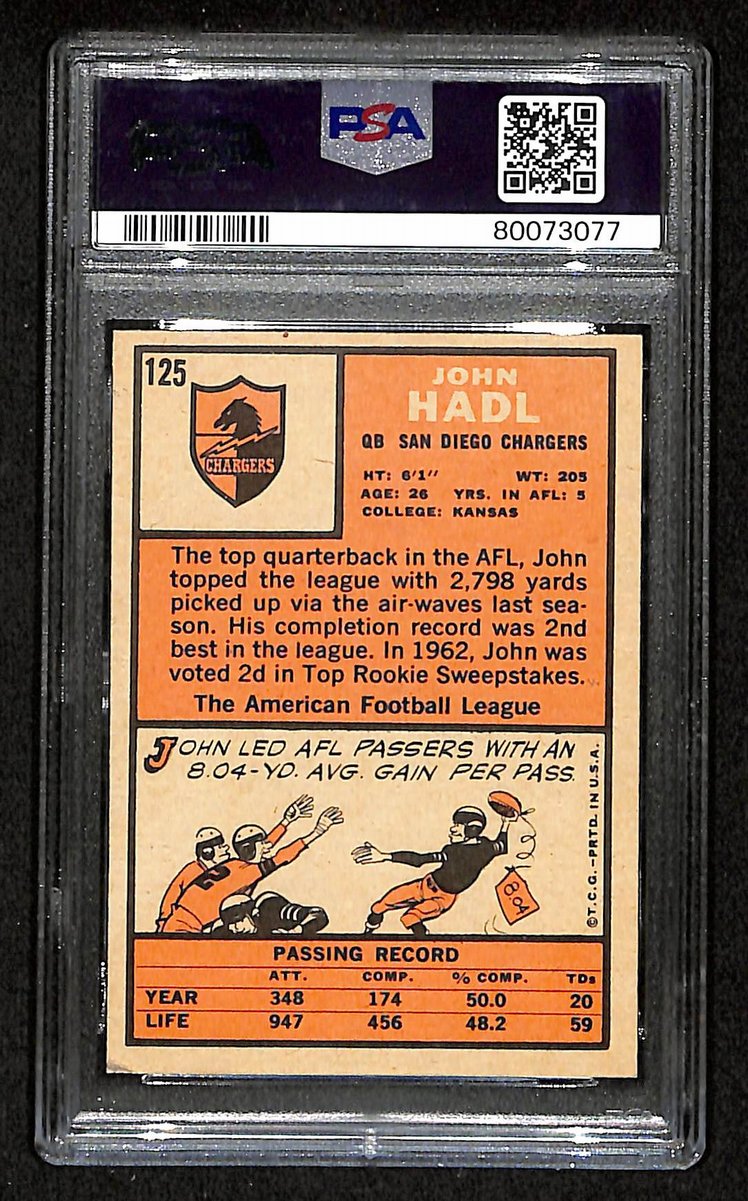 PSA
80073077
125
CHARGERS
JOHN
HADL
QB SAN DIEGO CHARGERS
HT: 6'1" WT: 205
AGE: 26 YRS. IN AFL: 5
COLLEGE: KANSAS
The top quarterback in the AFL, John
topped the league with 2,798 yards
picked up via the air-waves last sea-
son. His completion record was 2nd
best in the league. In 1962, John was
voted 2d in Top Rookie Sweepstakes.
The American Football League
JOHN LED AFL PASSERS WITH AN
8.04-YD. AVG. GAIN PER PASS.
2
8.04
©T.C.G.—PRTD. IN U.S.A.
PASSING RECORD
ATT. COMP. % COMP. TDs
YEAR 348 174 50.0 20
LIFE 947 456 48.2 59